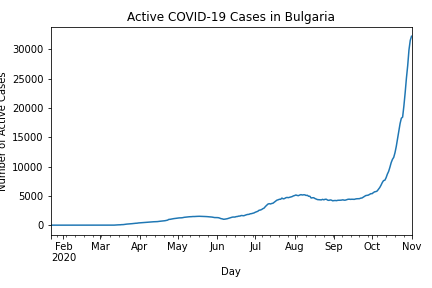 Active COVID-19 Cases in Bulgaria
Number of Active Cases
30000
25000
20000
15000
10000
5000
0
Feb Mar Apr May Jun Jul Aug Sep Oct Nov
2020
Day